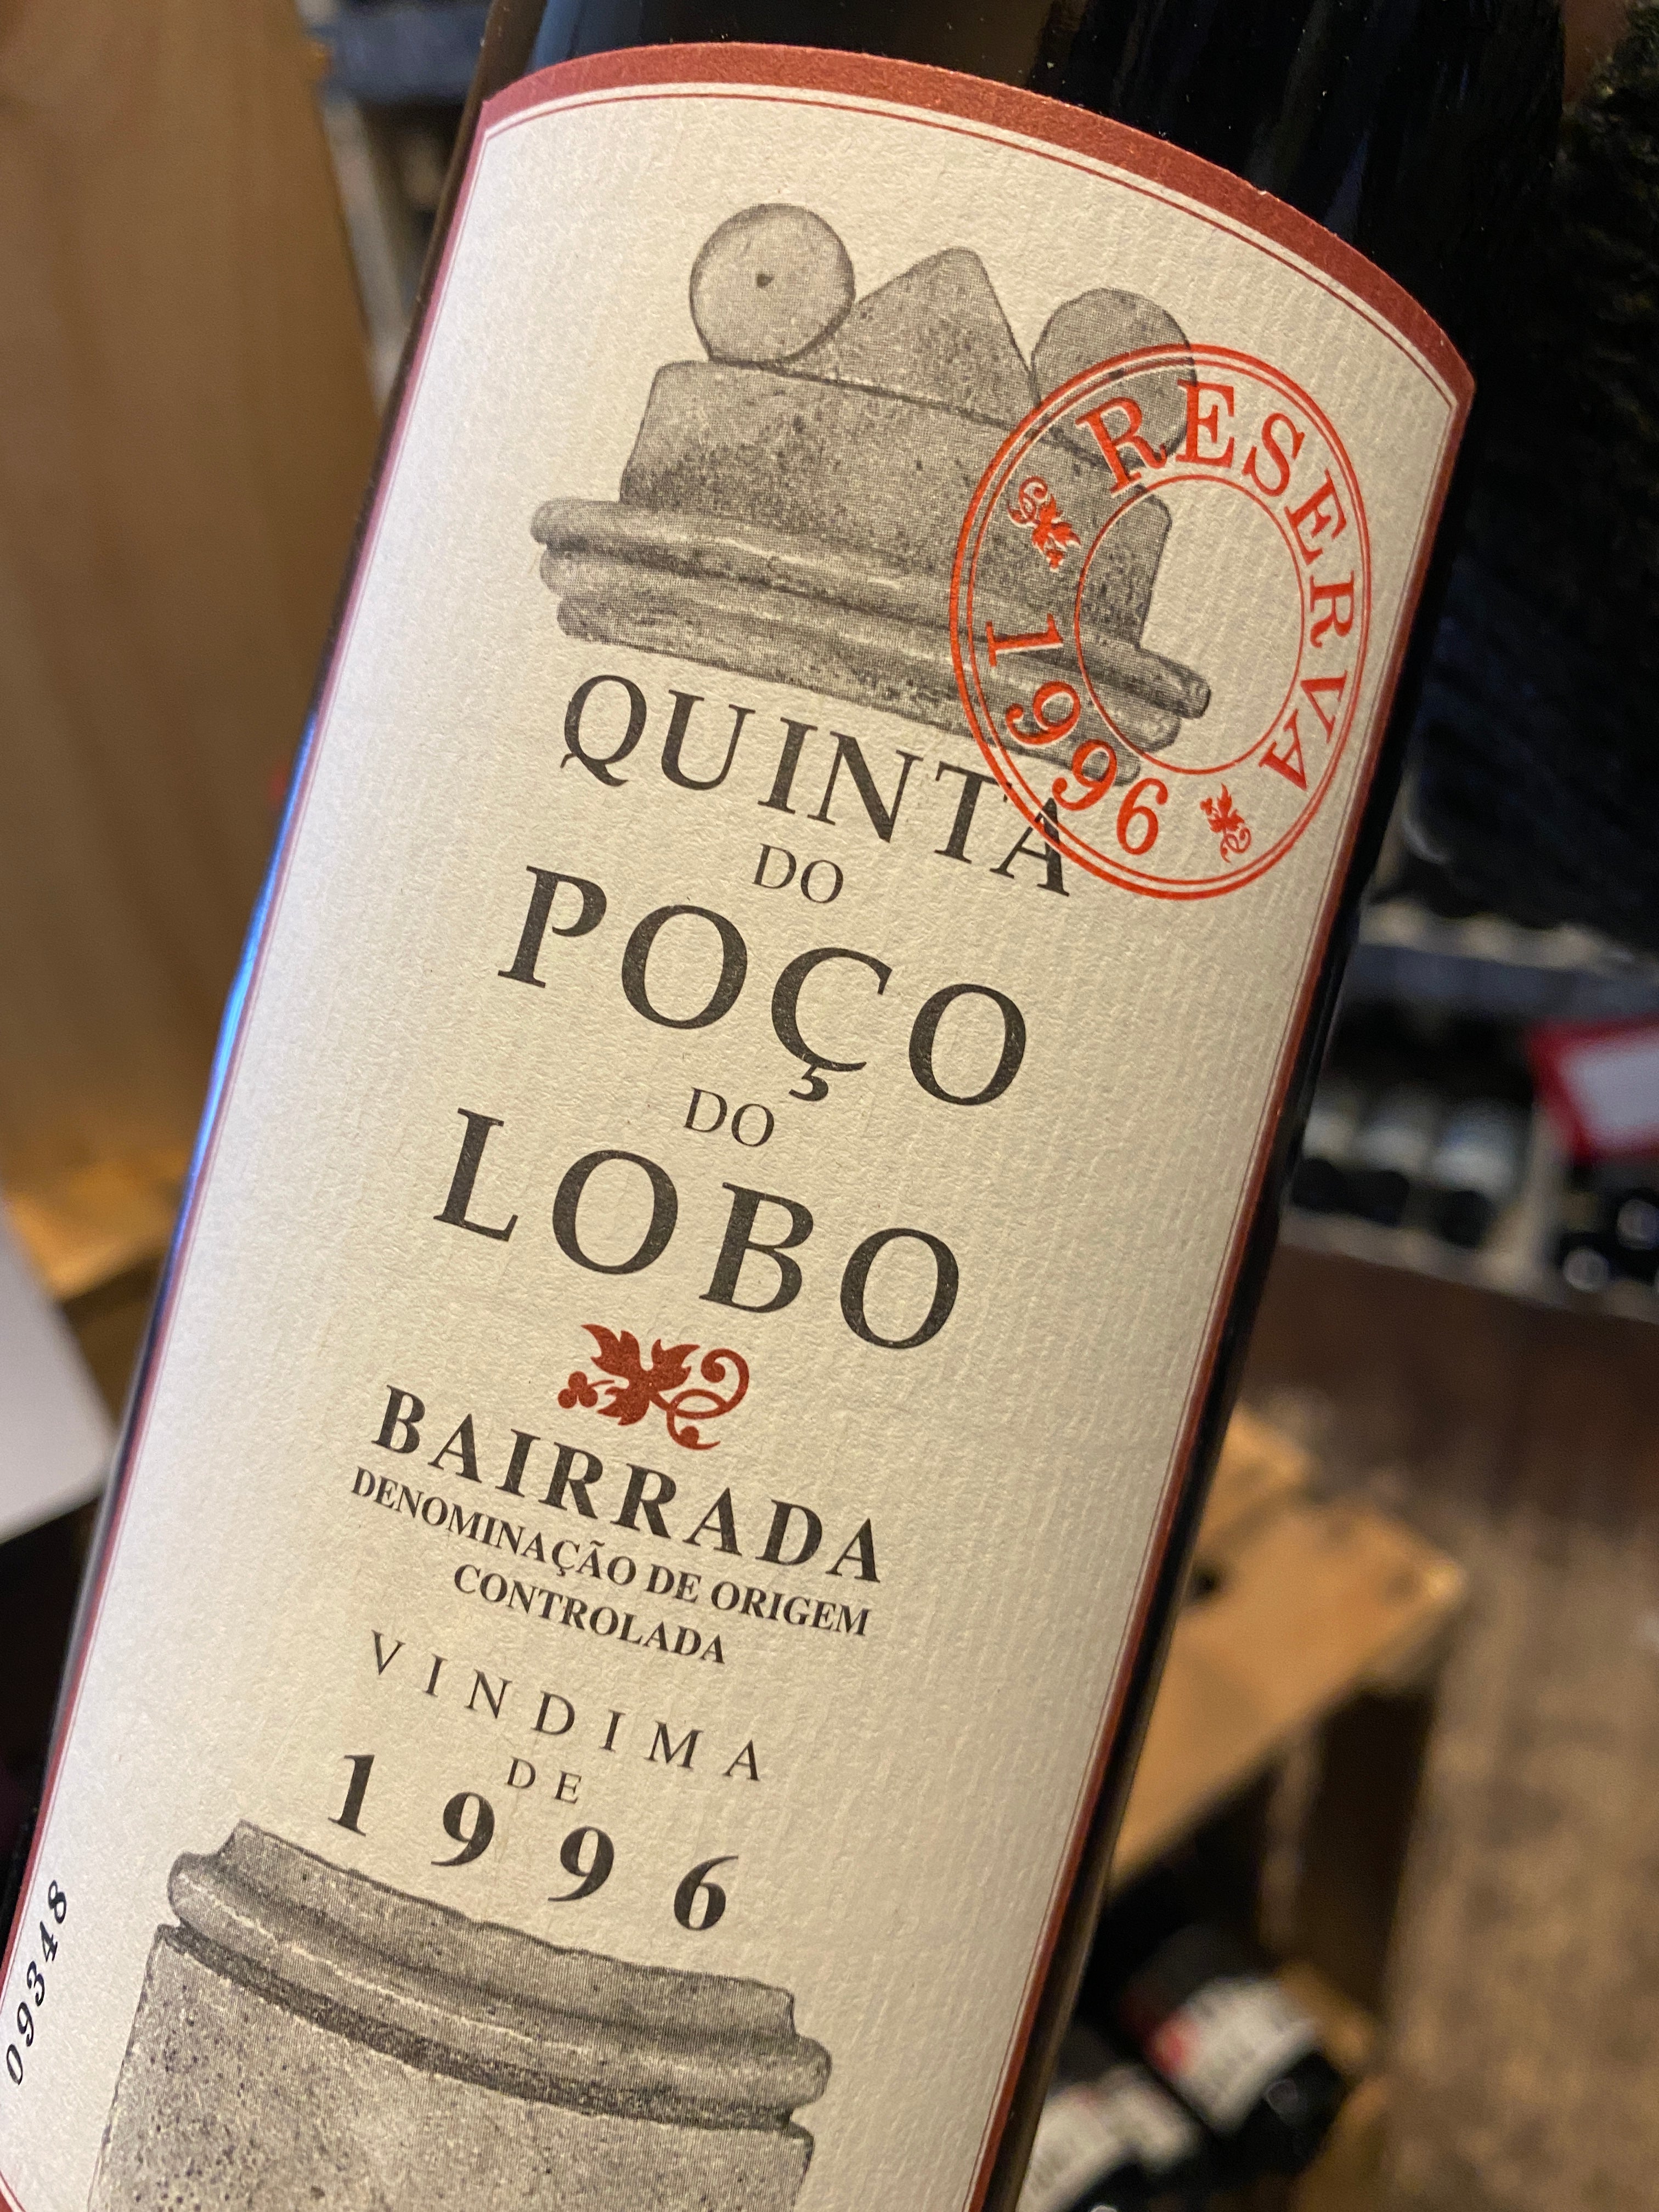 RESERVA
1996
QUINTA
DO
POÇO
DO
LOBO
BAIRRADA
DENOMINAÇÃO DE ORIGEM
CONTROLADA
VINDIMA
DE
1996
09348